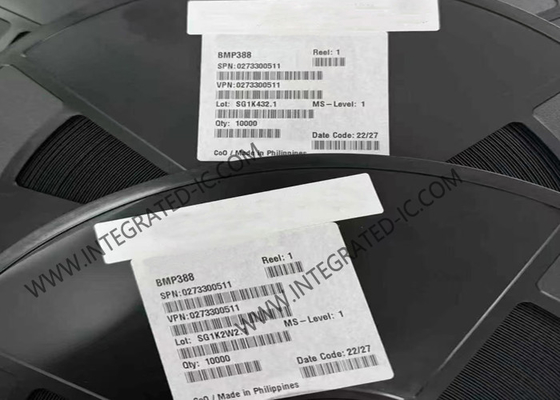 BMP388 Reel: 1
SPN:0273300511
VPN:0273300511
Lot: SG1K432.1 MS-Level: 1
Qty: 10000 Date Code: 22/27
CoO / Made in Philippines
WWW.INTEGRATED-IC.COM
BMP388 Reel: 1
SPN:0273300511
VPN:0273300511
Lot: SG1K2W2. MS-Level: 1
Qty: 10000 Date Code: 22/27
CoO / Made in Philippines
WWW.INTEGRATED-IC.COM